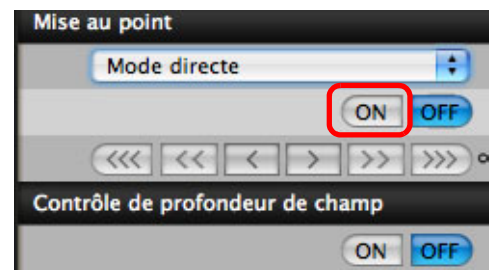 Mise au point
Mode directe
ON OFF
<<< << < > >> >>> ∞
Contrôle de profondeur de champ
ON OFF